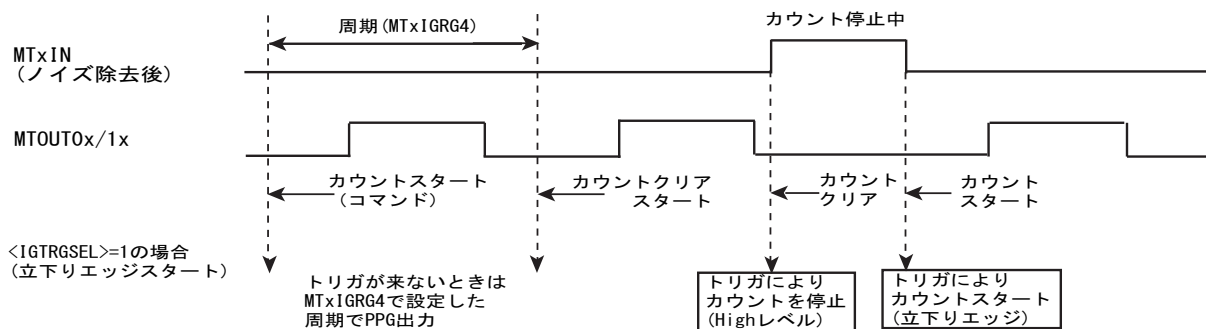 周期(MTxIGRG4)
カウント停止中
MTxIN
(ノイズ除去後)
MTOUT0x/1x
カウントスタート
(コマンド)
カウントクリア
スタート
カウント
クリア
カウント
スタート
<IGTRGSEL>=1の場合
(立下りエッジスタート)
トリガが来ないときは
MTxIGRG4で設定した
周期でPPG出力
トリガにより
カウントを停止
(Highレベル)
トリガにより
カウントスタート
(立下りエッジ)